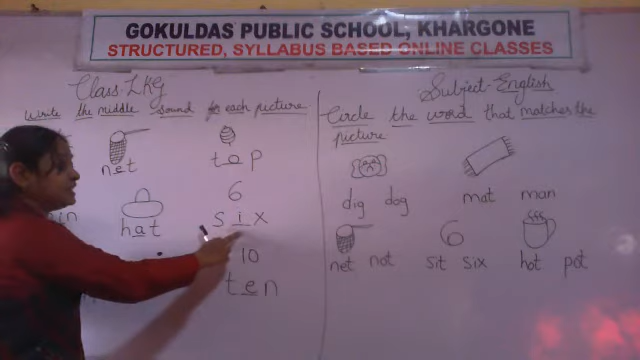 GOKULDAS PUBLIC SCHOOL, KHARGONE
STRUCTURED, SYLLABUS BASED ONLINE CLASSES
Class-LKG
Write the middle sound for each picture
net
top
6
hat
six
10
ten
Subject-English
Circle the word that matches the
picture
dig dog
mat man
6
net not
sit six
hot pot